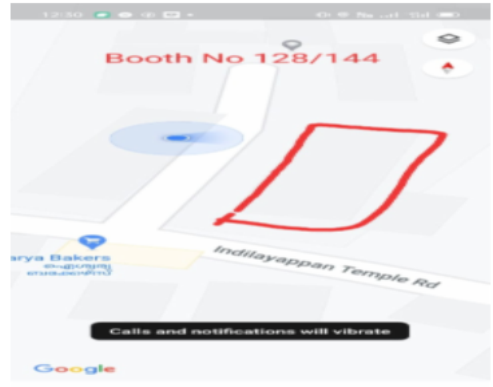 12:50
Booth No 128/144
arya Bakers
Indilayappan Temple Rd
Calls and notifications will vibrate
Google